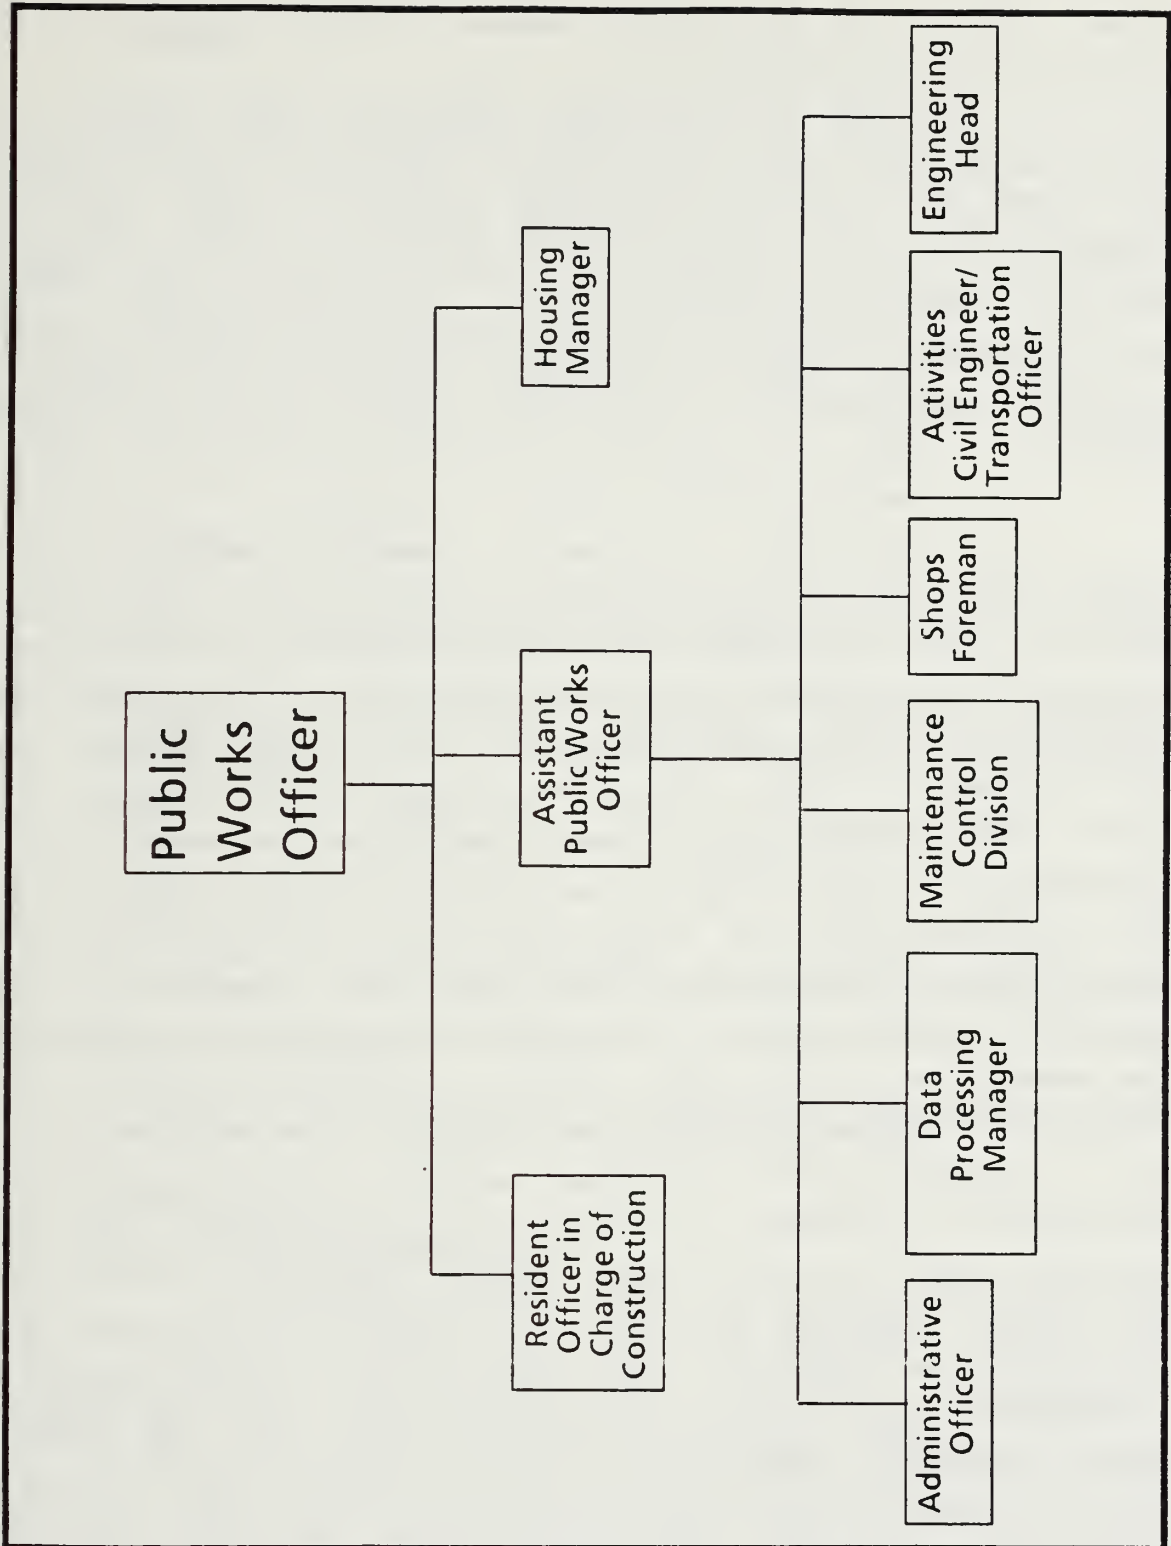 Public
Works
Officer
Resident
Officer in
Charge of
Construction
Assistant
Public Works
Officer
Housing
Manager
Administrative
Officer
Data
Processing
Manager
Maintenance
Control
Division
Shops
Foreman
Activities
Civil Engineer/
Transportation
Officer
Engineering
Head